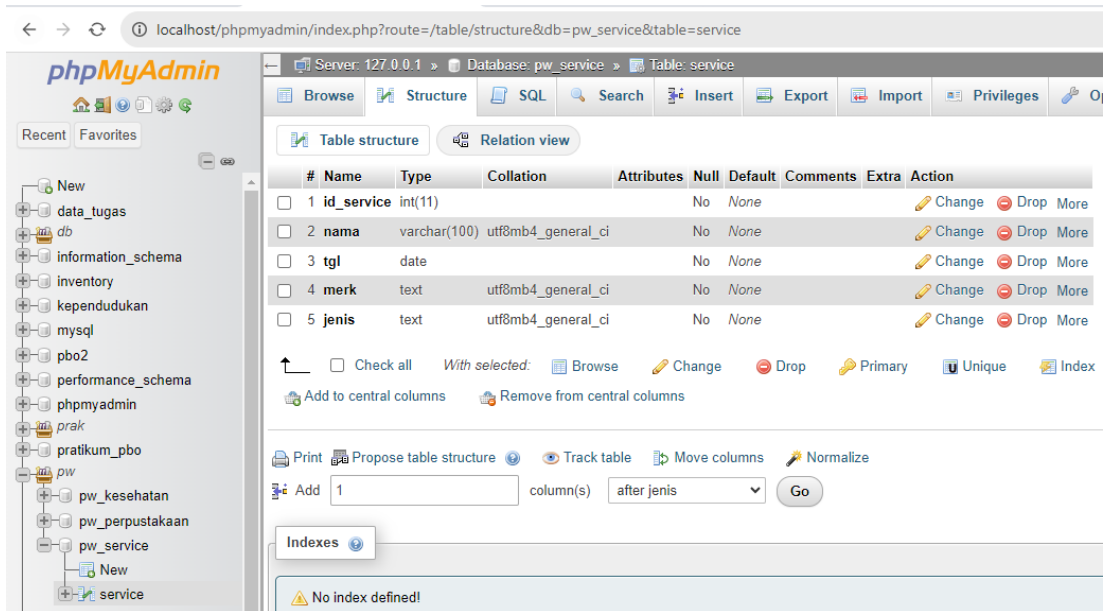 localhost/phpmyadmin/index.php?route=/table/structure&db=pw_service&table=service
phpMyAdmin
Recent Favorites
New
data_tugas
db
information_schema
inventory
kependudukan
mysql
pbo2
performance_schema
phpmyadmin
prak
pratikum_pbo
pw
pw_kesehatan
pw_perpustakaan
pw_service
New
service
Server: 127.0.0.1 » Database: pw_service » Table: service
Browse Structure SQL Search Insert Export Import Privileges Op
Table structure Relation view
# Name Type Collation Attributes Null Default Comments Extra Action
1 id_service int(11) No None Change Drop More
2 nama varchar(100) utf8mb4_general_ci No None Change Drop More
3 tgl date No None Change Drop More
4 merk text utf8mb4_general_ci No None Change Drop More
5 jenis text utf8mb4_general_ci No None Change Drop More
Check all With selected: Browse Change Drop Primary Unique Index
Add to central columns Remove from central columns
Print Propose table structure Track table Move columns Normalize
Add 1 column(s) after jenis Go
Indexes
No index defined!